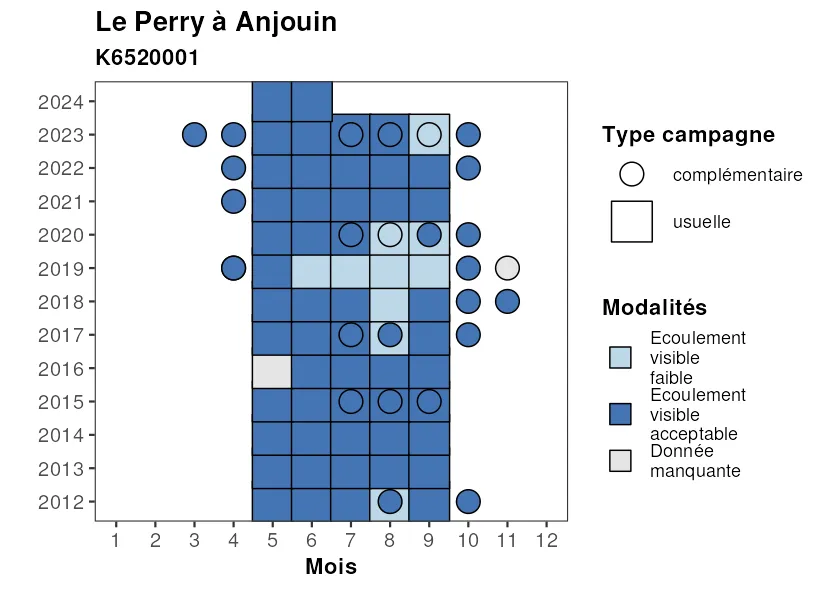 Le Perry à Anjouin
K6520001
2024
2023
2022
2021
2020
2019
2018
2017
2016
2015
2014
2013
2012
1 2 3 4 5 6 7 8 9 10 11 12
Mois
Type campagne
complémentaire
usuelle
Modalités
Ecoulement
visible
faible
Ecoulement
visible
acceptable
Donnée
manquante